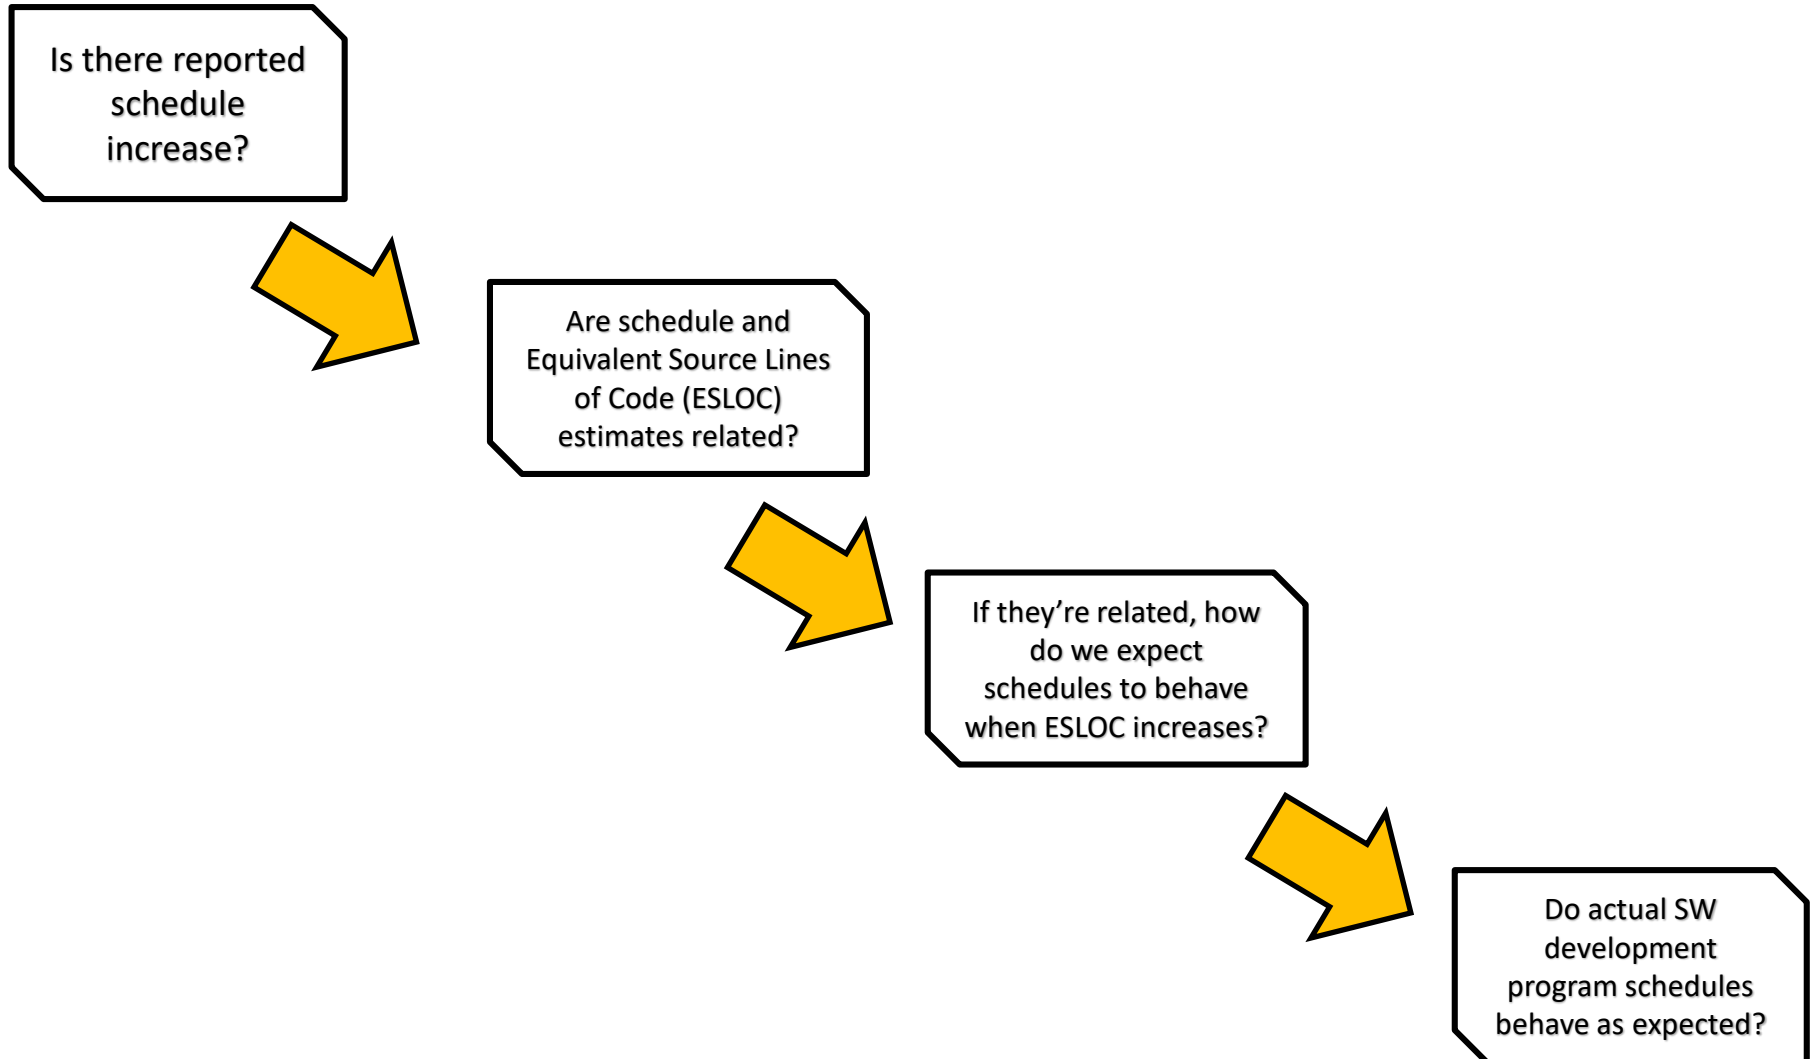 Is there reported
schedule
increase?
Are schedule and
Equivalent Source Lines
of Code (ESLOC)
estimates related?
If they’re related, how
do we expect
schedules to behave
when ESLOC increases?
Do actual SW
development
program schedules
behave as expected?